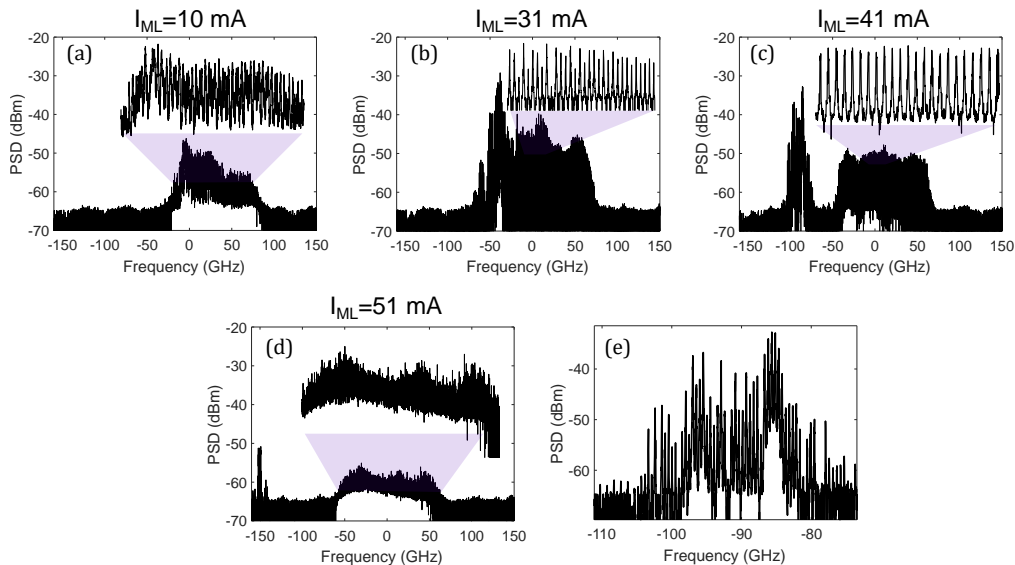 I_ML=10 mA
I_ML=31 mA
I_ML=41 mA
(a)
-20
-30
-40
-50
-60
-70
PSD (dBm)
-150 -100 -50 0 50 100 150
Frequency (GHz)
(b)
-20
-30
-40
-50
-60
-70
PSD (dBm)
-150 -100 -50 0 50 100 150
Frequency (GHz)
(c)
-20
-30
-40
-50
-60
-70
PSD (dBm)
-150 -100 -50 0 50 100 150
Frequency (GHz)
I_ML=51 mA
(d)
-20
-30
-40
-50
-60
-70
PSD (dBm)
-150 -100 -50 0 50 100 150
Frequency (GHz)
(e)
-40
-50
-60
PSD (dBm)
-110 -100 -90 -80
Frequency (GHz)